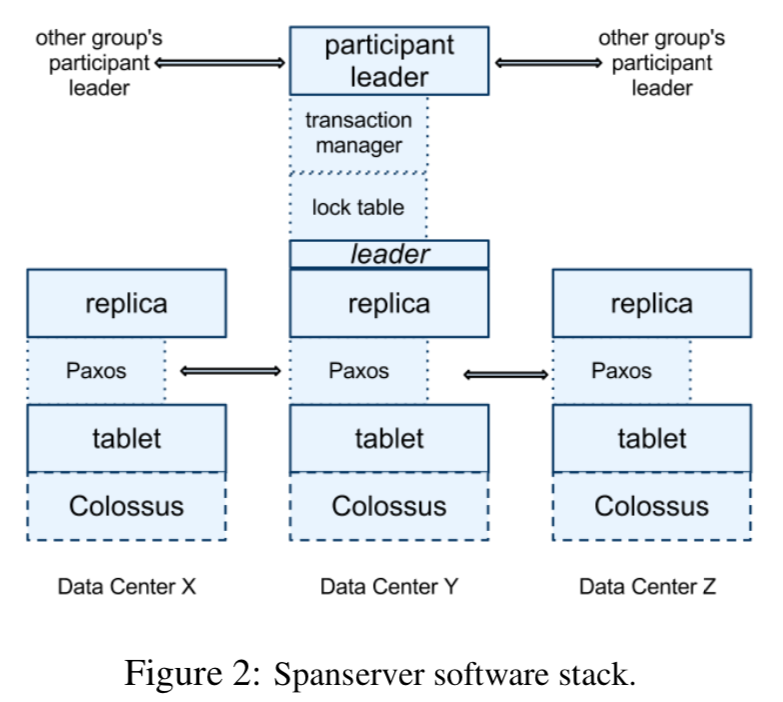 other group's
participant
leader
participant
leader
other group's
participant
leader
transaction
manager
lock table
leader
replica
replica
replica
Paxos
Paxos
Paxos
tablet
tablet
tablet
Colossus
Colossus
Colossus
Data Center X
Data Center Y
Data Center Z
Figure 2: Spanserver software stack.